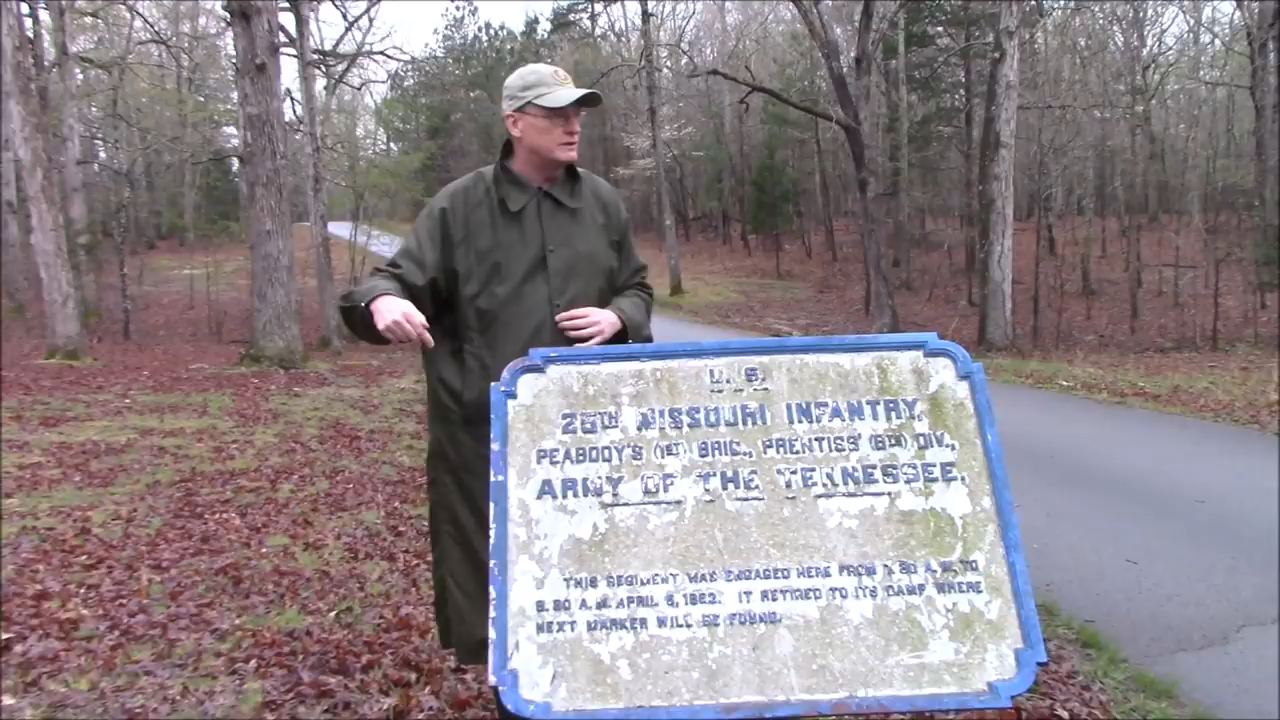 U. S.
25TH MISSOURI INFANTRY,
PEABODY'S (1ST) BRIG., PRENTISS' (6TH) DIV.,
ARMY OF THE TENNESSEE.
THIS REGIMENT WAS ENGAGED HERE FROM 7.30 A.M. TO
8.30 A.M. APRIL 6, 1862. IT RETIRED TO ITS CAMP WHERE
NEXT MARKER WILL BE FOUND.